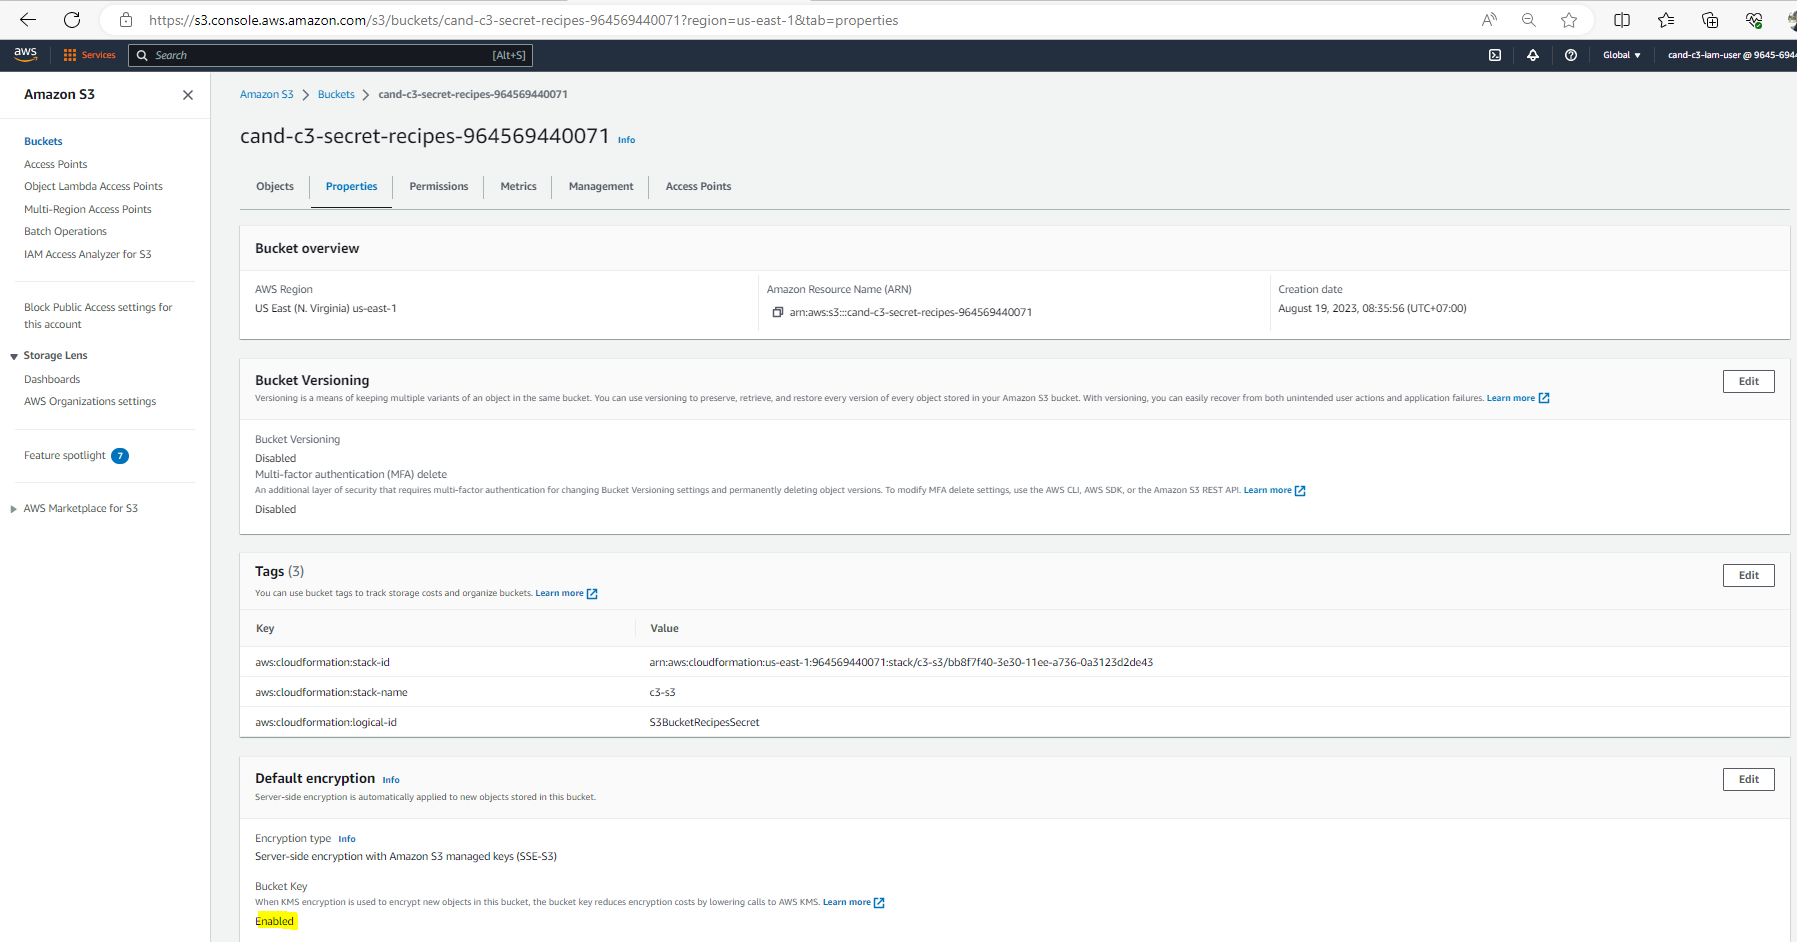 https://s3.console.aws.amazon.com/s3/buckets/cand-c3-secret-recipes-964569440071?region=us-east-1&tab=properties
aws Services Search [Alt+S] Global cand-c3-iam-user @ 9645-694
Amazon S3
Buckets
Access Points
Object Lambda Access Points
Multi-Region Access Points
Batch Operations
IAM Access Analyzer for S3
Block Public Access settings for
this account
Storage Lens
Dashboards
AWS Organizations settings
Feature spotlight 7
AWS Marketplace for S3
Amazon S3 > Buckets > cand-c3-secret-recipes-964569440071
cand-c3-secret-recipes-964569440071 Info
Objects Properties Permissions Metrics Management Access Points
Bucket overview
AWS Region
US East (N. Virginia) us-east-1
Amazon Resource Name (ARN)
arn:aws:s3:::cand-c3-secret-recipes-964569440071
Creation date
August 19, 2023, 08:35:56 (UTC+07:00)
Bucket Versioning Edit
Versioning is a means of keeping multiple variants of an object in the same bucket. You can use versioning to preserve, retrieve, and restore every version of every object stored in your Amazon S3 bucket. With versioning, you can easily recover from both unintended user actions and application failures. Learn more
Bucket Versioning
Disabled
Multi-factor authentication (MFA) delete
An additional layer of security that requires multi-factor authentication for changing Bucket Versioning settings and permanently deleting object versions. To modify MFA delete settings, use the AWS CLI, AWS SDK, or the Amazon S3 REST API. Learn more
Disabled
Tags (3) Edit
You can use bucket tags to track storage costs and organize buckets. Learn more
Key Value
aws:cloudformation:stack-id arn:aws:cloudformation:us-east-1:964569440071:stack/c3-s3/bb8f7f40-3e30-11ee-a736-0a3123d2de43
aws:cloudformation:stack-name c3-s3
aws:cloudformation:logical-id S3BucketRecipesSecret
Default encryption Info Edit
Server-side encryption is automatically applied to new objects stored in this bucket.
Encryption type Info
Server-side encryption with Amazon S3 managed keys (SSE-S3)
Bucket Key
When KMS encryption is used to encrypt new objects in this bucket, the bucket key reduces encryption costs by lowering calls to AWS KMS. Learn more
Enabled